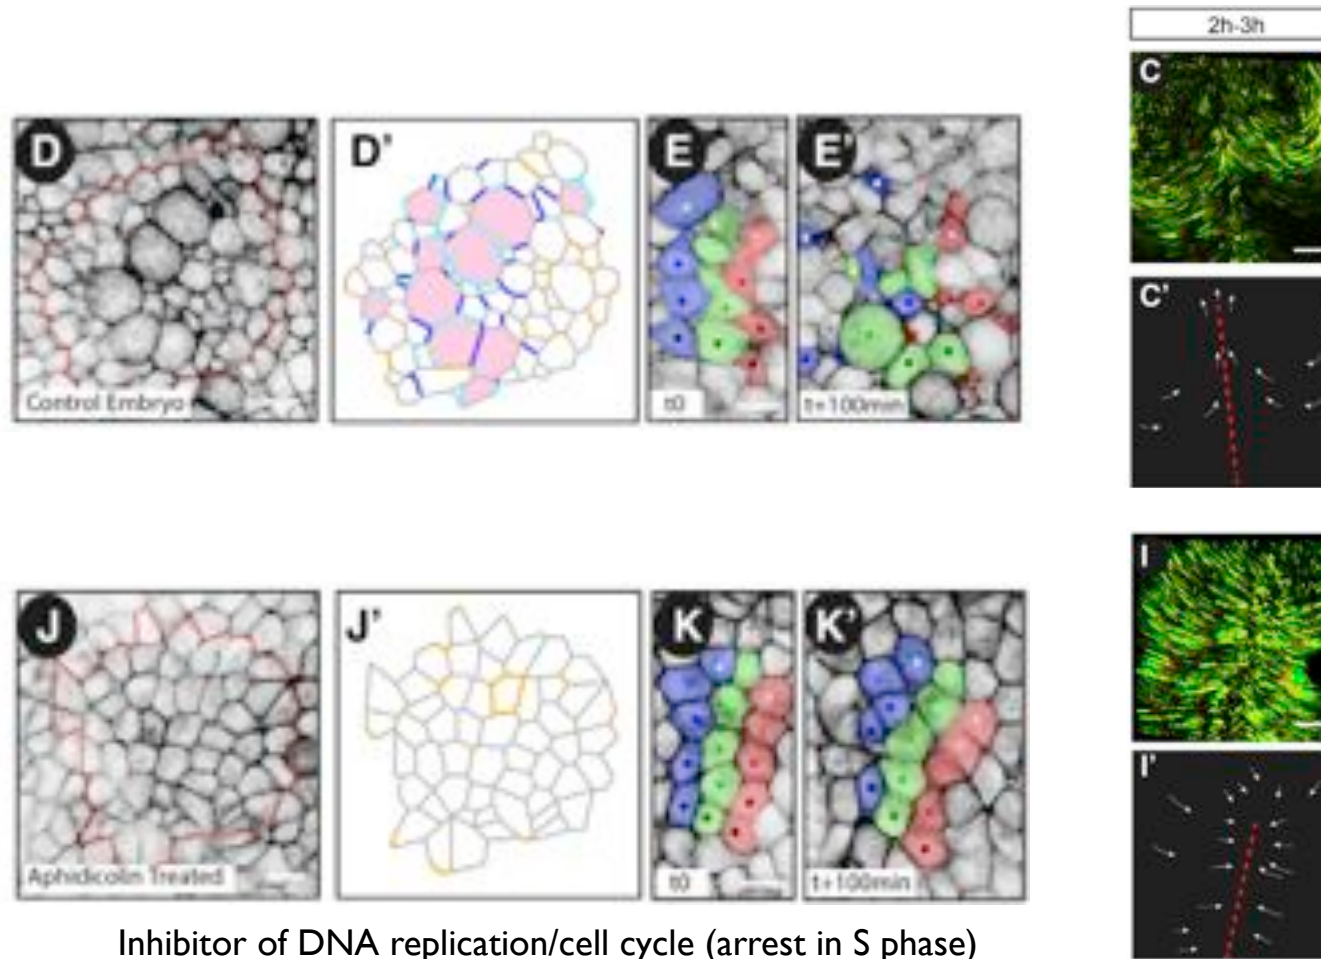 2h-3h
C
D
D'
E
E'
C'
Control Embryo
t0
t+100min
I
J
J'
K
K'
I'
Aphidicolin Treated
t0
t+100min
Inhibitor of DNA replication/cell cycle (arrest in S phase)